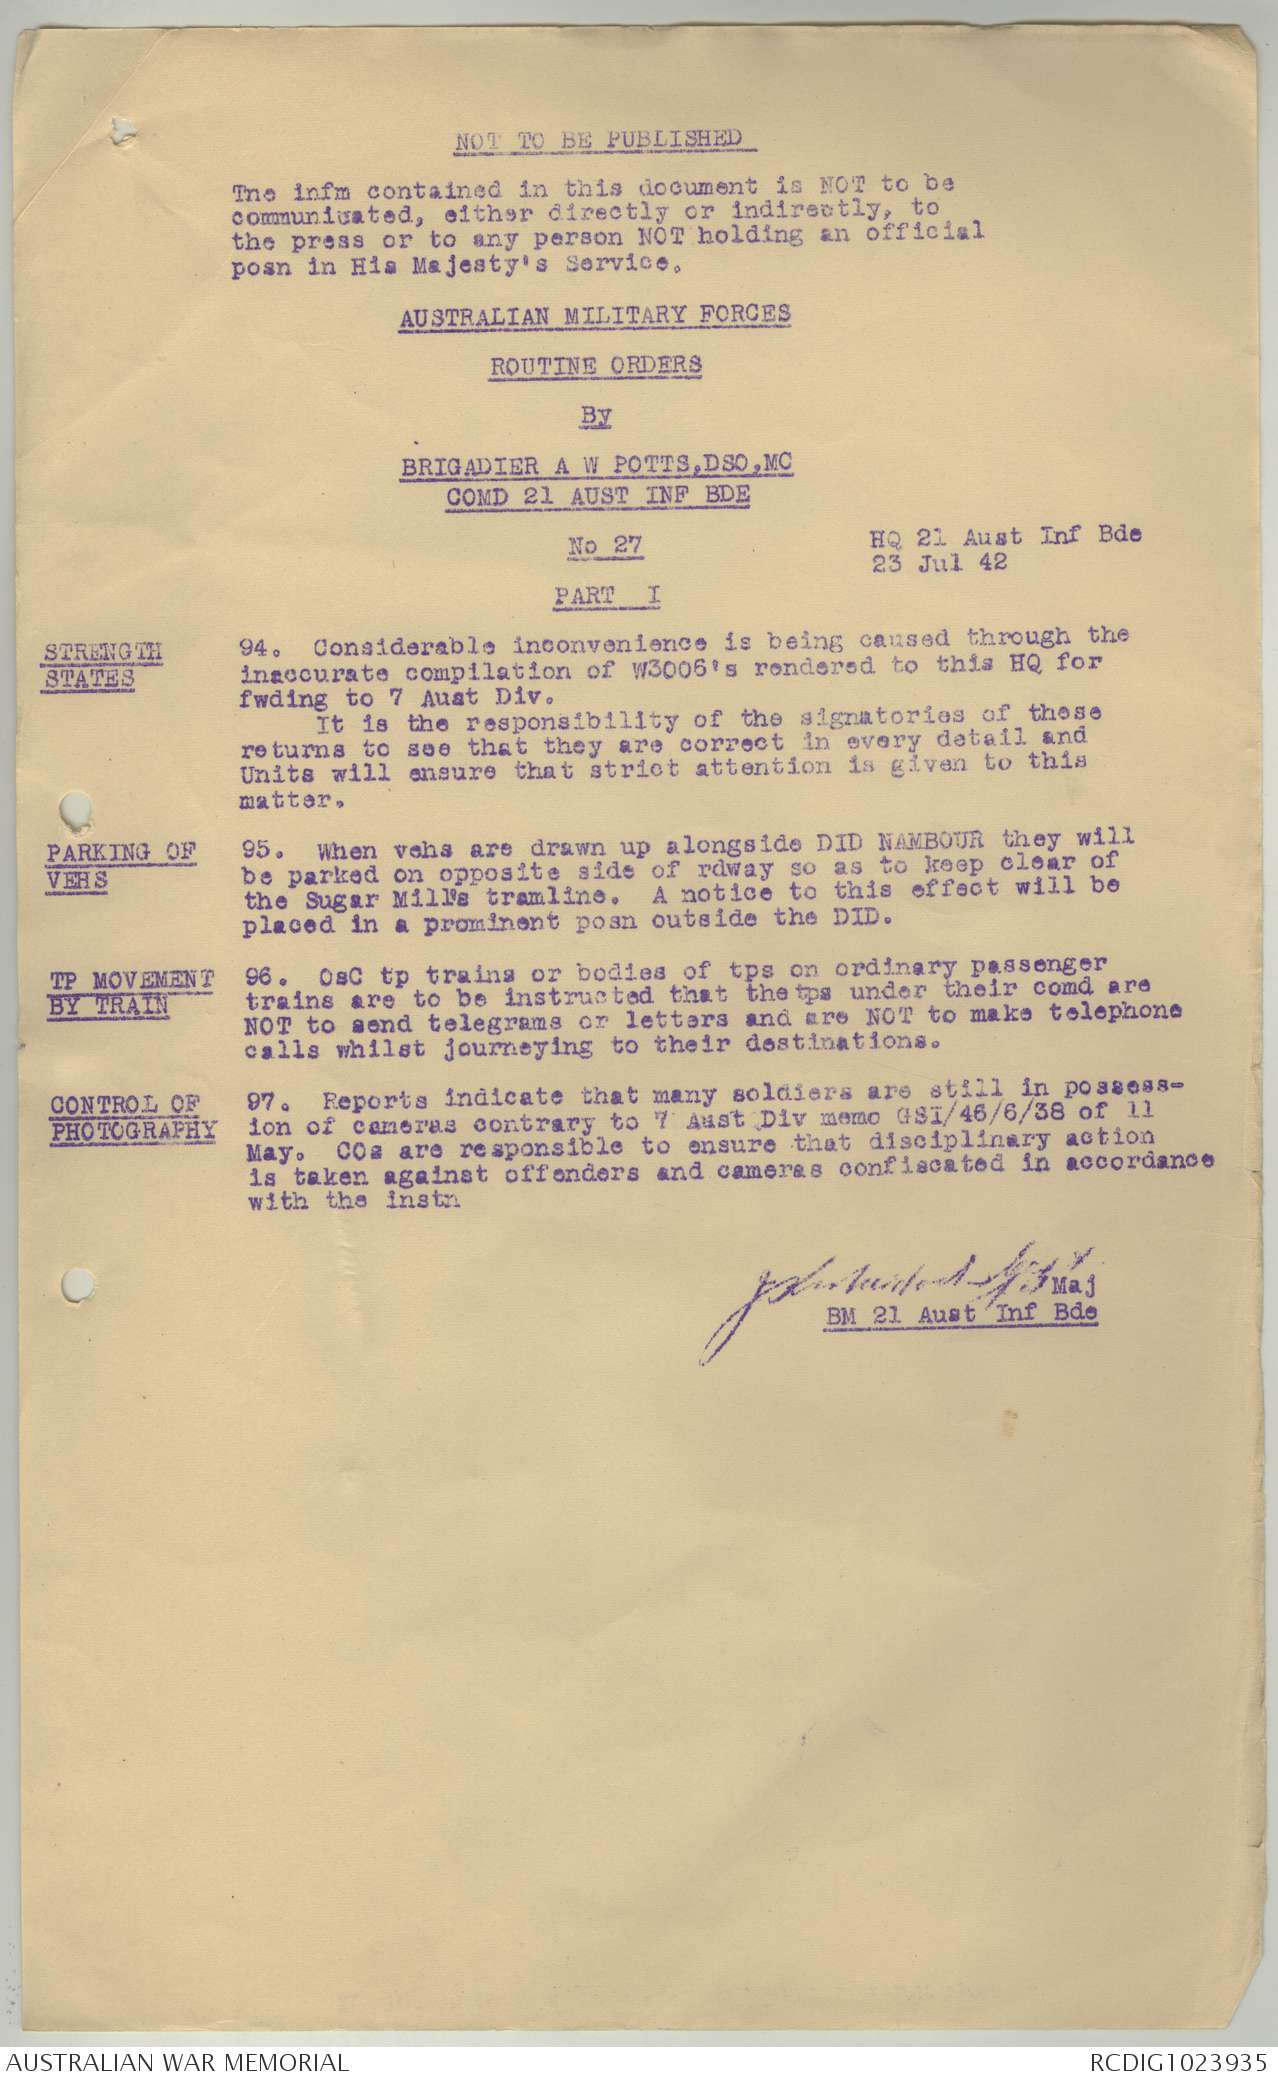 NOT TO BE PUBLISHED
Tne infm contained in this document is NOT to be
communicated, either directly or indirectly, to
the press or to any person NOT holding an official
posn in His Majesty's Service.
AUSTRALIAN MILITARY FORCES
ROUTINE ORDERS
By
BRIGADIER A W POTTS,DSO,MC
COMD 21 AUST INF BDE
No 27
HQ 21 Aust Inf Bde
23 Jul 42
PART I
STRENGTH
STATES
94. Considerable inconvenience is being caused through the
inaccurate compilation of W3006's rendered to this HQ for
fwding to 7 Aust Div.
It is the responsibility of the signatories of these
returns to see that they are correct in every detail and
Units will ensure that strict attention is given to this
matter.
PARKING OF
VEHS
95. When vehs are drawn up alongside DID NAMBOUR they will
be parked on opposite side of rdway so as to keep clear of
the Sugar Mill's tramline. A notice to this effect will be
placed in a prominent posn outside the DID.
TP MOVEMENT
BY TRAIN
96. OsC tp trains or bodies of tps on ordinary passenger
trains are to be instructed that the tps under their comd are
NOT to send telegrams or letters and are NOT to make telephone
calls whilst journeying to their destinations.
CONTROL OF
PHOTOGRAPHY
97. Reports indicate that many soldiers are still in possess-
ion of cameras contrary to 7 Aust Div memo GSI/46/6/38 of 11
May. COs are responsible to ensure that disciplinary action
is taken against offenders and cameras confiscated in accordance
with the instn
Maj
BM 21 Aust Inf Bde
AUSTRALIAN WAR MEMORIAL
RCDIG1023935